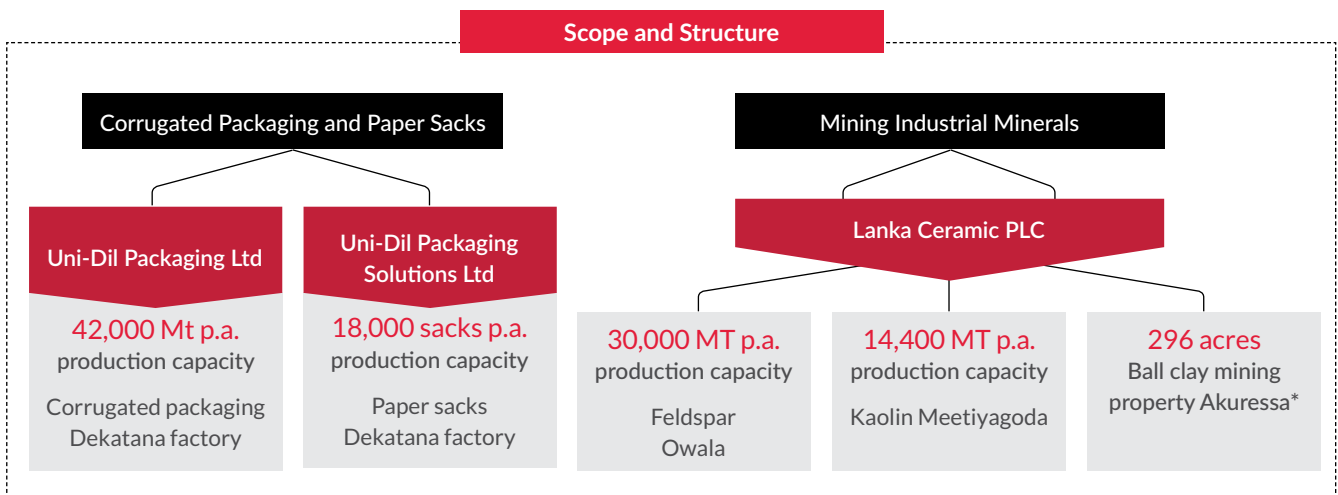 Scope and Structure
Corrugated Packaging and Paper Sacks
Uni-Dil Packaging Ltd
42,000 Mt p.a.
production capacity
Corrugated packaging
Dekatana factory
Uni-Dil Packaging
Solutions Ltd
18,000 sacks p.a.
production capacity
Paper sacks
Dekatana factory
Mining Industrial Minerals
Lanka Ceramic PLC
30,000 MT p.a.
production capacity
Feldspar
Owala
14,400 MT p.a.
production capacity
Kaolin Meetiyagoda
296 acres
Ball clay mining
property Akuressa*